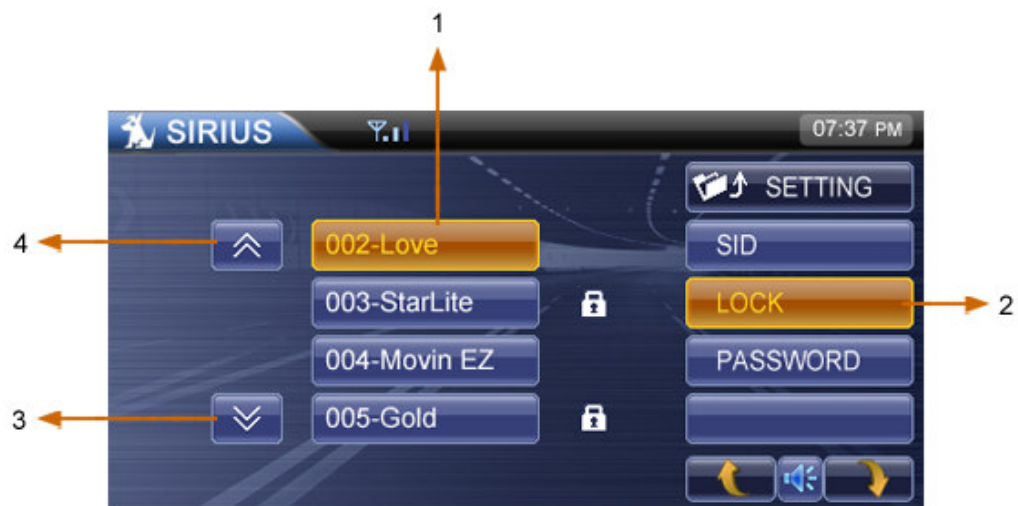 1
SIRIUS 07:37 PM
SETTING
4 002-Love SID
003-StarLite LOCK 2
004-Movin EZ PASSWORD
3 005-Gold